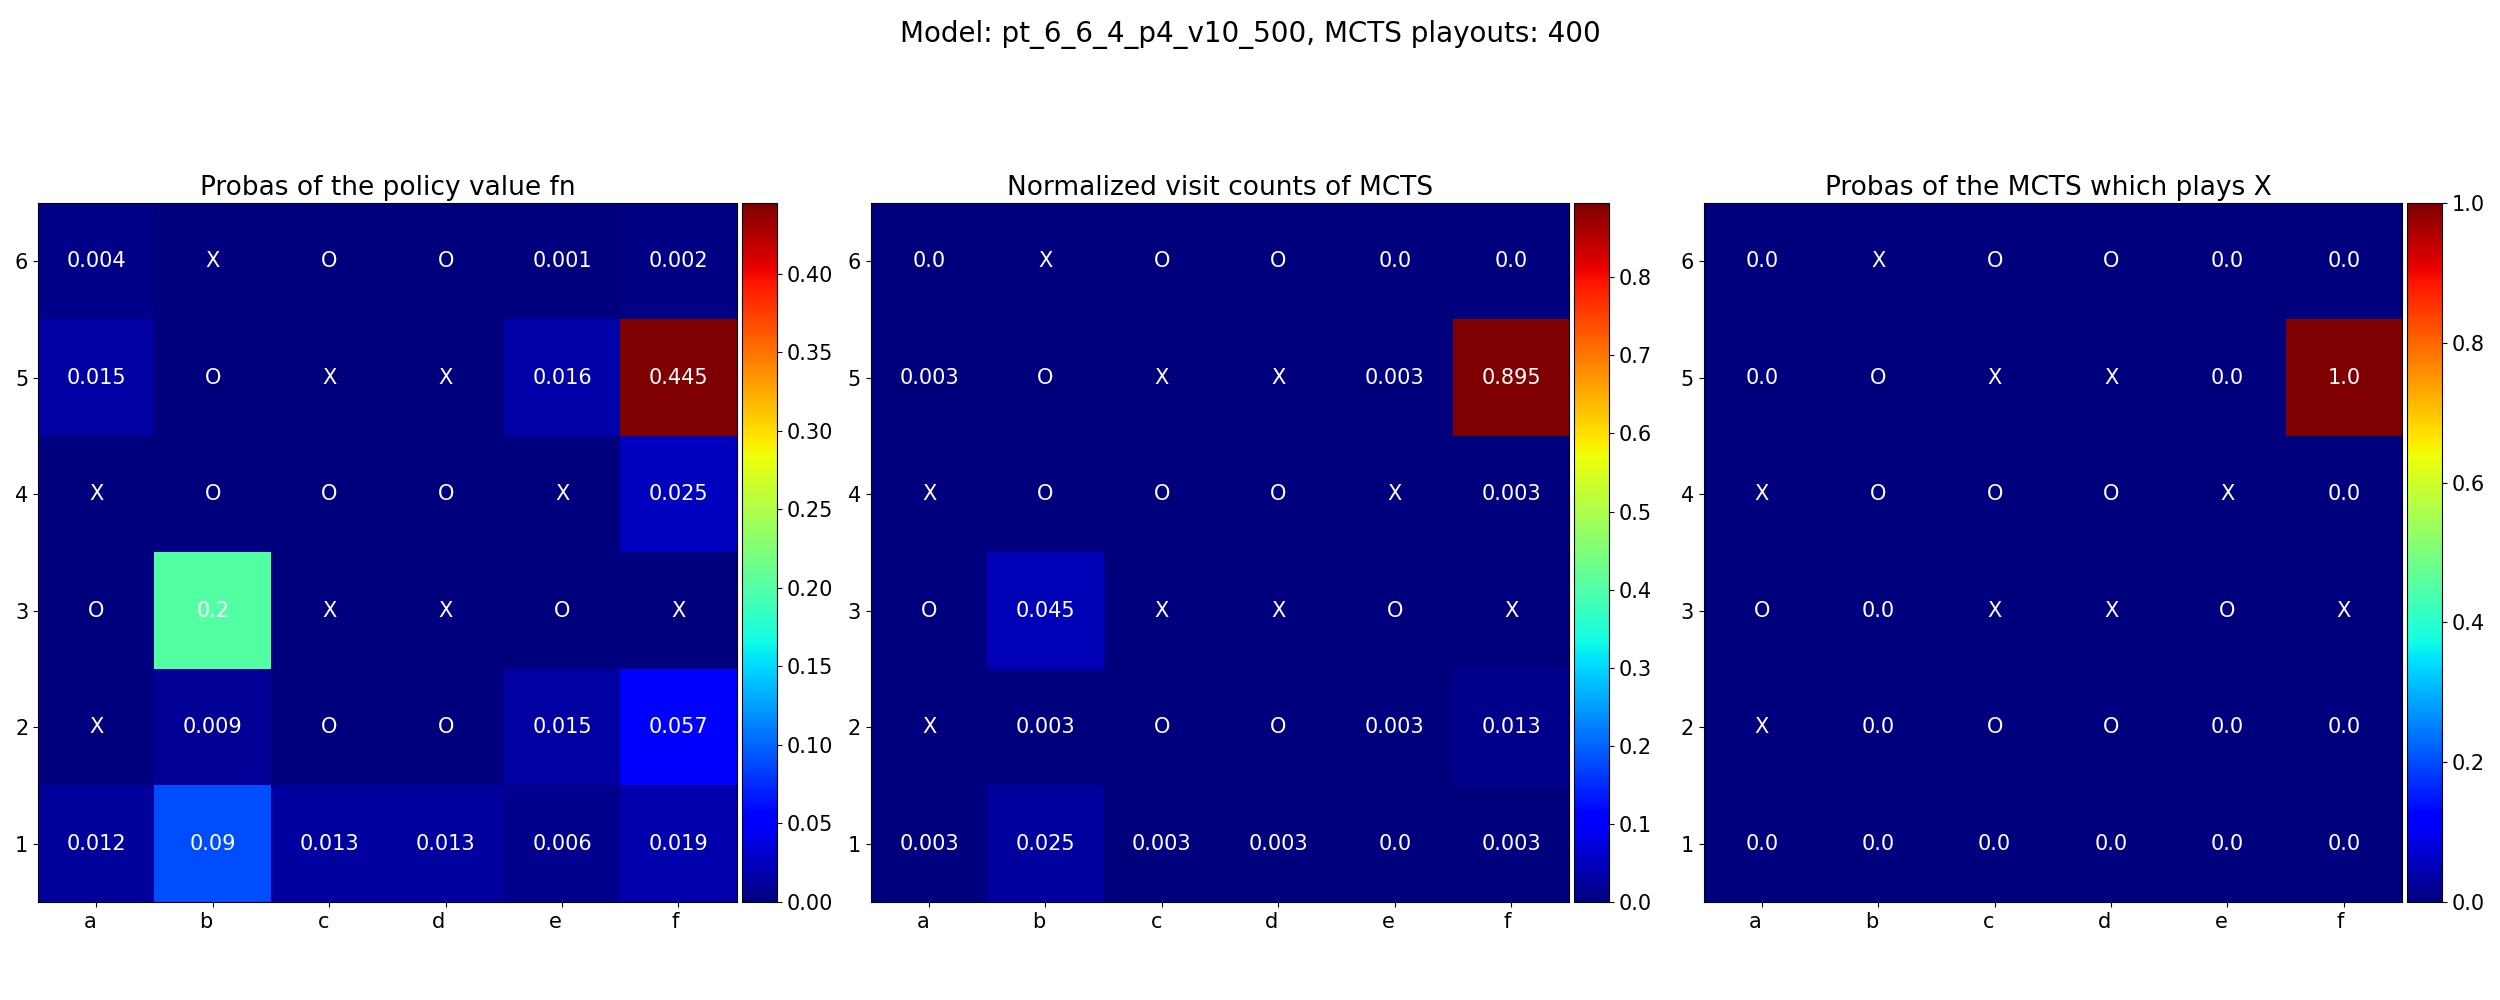 Model: pt_6_6_4_p4_v10_500, MCTS playouts: 400
Probas of the policy value fn
6 0.004 X O O 0.001 0.002
5 0.015 O X X 0.016 0.445
4 X O O O X 0.025
3 O 0.2 X X O X
2 X 0.009 O O 0.015 0.057
1 0.012 0.09 0.013 0.013 0.006 0.019
a b c d e f
0.40
0.35
0.30
0.25
0.20
0.15
0.10
0.05
0.00
Normalized visit counts of MCTS
6 0.0 X O O 0.0 0.0
5 0.003 O X X 0.003 0.895
4 X O O O X 0.003
3 O 0.045 X X O X
2 X 0.003 O O 0.003 0.013
1 0.003 0.025 0.003 0.003 0.0 0.003
a b c d e f
0.8
0.7
0.6
0.5
0.4
0.3
0.2
0.1
0.0
Probas of the MCTS which plays X
6 0.0 X O O 0.0 0.0
5 0.0 O X X 0.0 1.0
4 X O O O X 0.0
3 O 0.0 X X O X
2 X 0.0 O O 0.0 0.0
1 0.0 0.0 0.0 0.0 0.0 0.0
a b c d e f
1.0
0.8
0.6
0.4
0.2
0.0